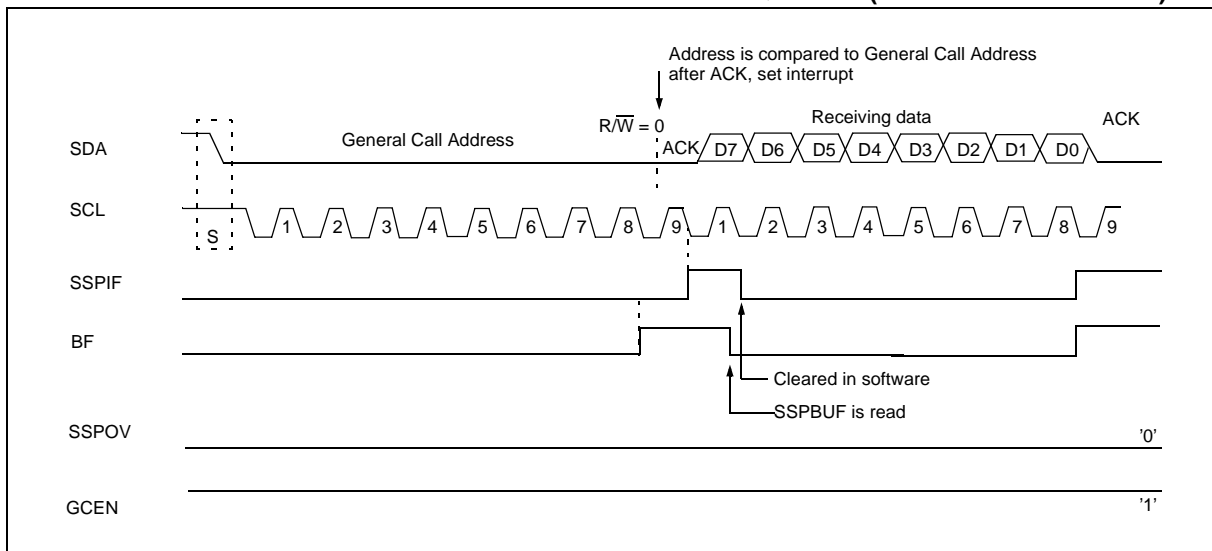 Address is compared to General Call Address
after ACK, set interrupt
R/W̅ = 0
Receiving data
ACK
SDA
General Call Address
ACK
D7 D6 D5 D4 D3 D2 D1 D0
SCL
S
1 2 3 4 5 6 7 8 9 1 2 3 4 5 6 7 8 9
SSPIF
BF
Cleared in software
SSPBUF is read
SSPOV
'0'
GCEN
'1'